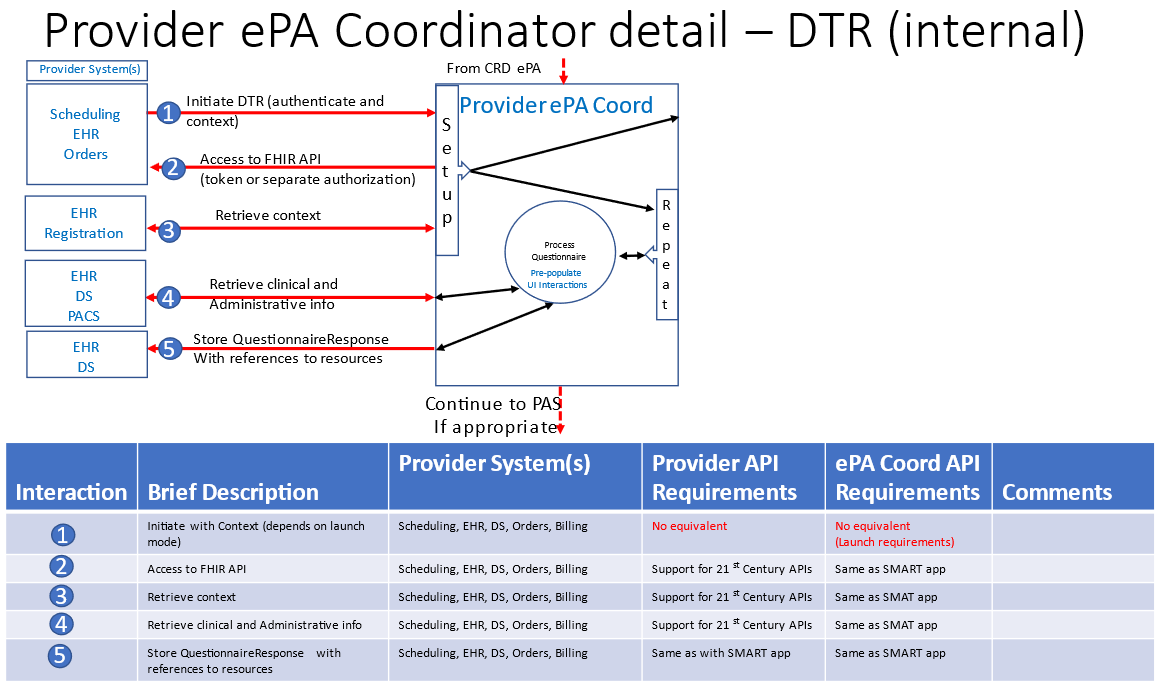 Provider ePA Coordinator detail – DTR (internal)
Provider System(s)
From CRD ePA
Scheduling
EHR
Orders
1
Initiate DTR (authenticate and
context)
2
Access to FHIR API
(token or separate authorization)
EHR
Registration
3
Retrieve context
EHR
DS
PACS
4
Retrieve clinical and
Administrative info
EHR
DS
5
Store QuestionnaireResponse
With references to resources
Setup
Provider ePA Coord
Process
Questionnaire
Pre-populate
UI Interactions
Repeat
Continue to PAS
If appropriate
Interaction Brief Description Provider System(s) Provider API Requirements ePA Coord API Requirements Comments
1 Initiate with Context (depends on launch mode) Scheduling, EHR, DS, Orders, Billing No equivalent No equivalent (Launch requirements)
2 Access to FHIR API Scheduling, EHR, DS, Orders, Billing Support for 21 st Century APIs Same as SMART app
3 Retrieve context Scheduling, EHR, DS, Orders, Billing Support for 21 st Century APIs Same as SMAT app
4 Retrieve clinical and Administrative info Scheduling, EHR, DS, Orders, Billing Support for 21 st Century APIs Same as SMAT app
5 Store QuestionnaireResponse with references to resources Scheduling, EHR, DS, Orders, Billing Same as with SMART app Same as SMART app